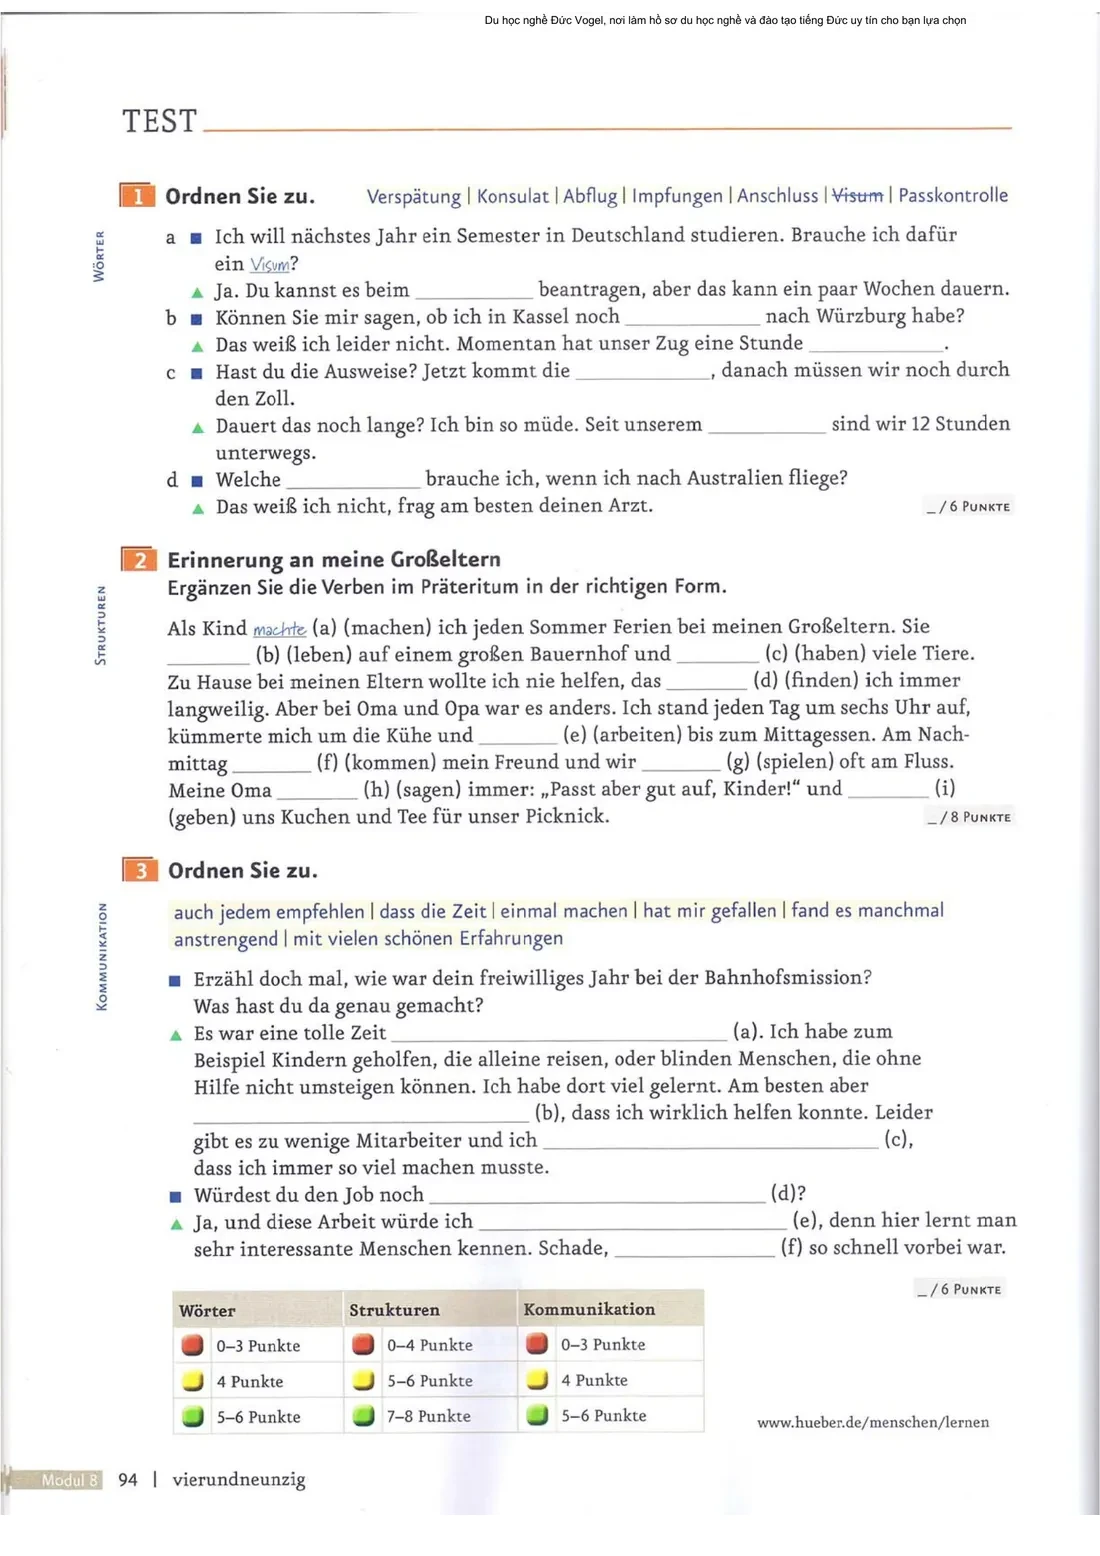 Du học nghề Đức Vogel, nơi làm hồ sơ du học nghề và đào tạo tiếng Đức uy tín cho bạn lựa chọn
TEST
1 Ordnen Sie zu. Verspätung | Konsulat | Abflug | Impfungen | Anschluss | Visum | Passkontrolle
WÖRTER
a ■ Ich will nächstes Jahr ein Semester in Deutschland studieren. Brauche ich dafür
ein Visum?
▲ Ja. Du kannst es beim ____________ beantragen, aber das kann ein paar Wochen dauern.
b ■ Können Sie mir sagen, ob ich in Kassel noch ____________ nach Würzburg habe?
▲ Das weiß ich leider nicht. Momentan hat unser Zug eine Stunde ____________.
c ■ Hast du die Ausweise? Jetzt kommt die ____________, danach müssen wir noch durch
den Zoll.
▲ Dauert das noch lange? Ich bin so müde. Seit unserem ____________ sind wir 12 Stunden
unterwegs.
d ■ Welche ____________ brauche ich, wenn ich nach Australien fliege?
▲ Das weiß ich nicht, frag am besten deinen Arzt. _ / 6 PUNKTE
2 Erinnerung an meine Großeltern
STRUKTUREN
Ergänzen Sie die Verben im Präteritum in der richtigen Form.
Als Kind machte (a) (machen) ich jeden Sommer Ferien bei meinen Großeltern. Sie
________ (b) (leben) auf einem großen Bauernhof und ________ (c) (haben) viele Tiere.
Zu Hause bei meinen Eltern wollte ich nie helfen, das ________ (d) (finden) ich immer
langweilig. Aber bei Oma und Opa war es anders. Ich stand jeden Tag um sechs Uhr auf,
kümmerte mich um die Kühe und ________ (e) (arbeiten) bis zum Mittagessen. Am Nach-
mittag ________ (f) (kommen) mein Freund und wir ________ (g) (spielen) oft am Fluss.
Meine Oma ________ (h) (sagen) immer: „Passt aber gut auf, Kinder!“ und ________ (i)
(geben) uns Kuchen und Tee für unser Picknick. _ / 8 PUNKTE
3 Ordnen Sie zu.
KOMMUNIKATION
auch jedem empfehlen | dass die Zeit | einmal machen | hat mir gefallen | fand es manchmal
anstrengend | mit vielen schönen Erfahrungen
■ Erzähl doch mal, wie war dein freiwilliges Jahr bei der Bahnhofsmission?
Was hast du da genau gemacht?
▲ Es war eine tolle Zeit ____________ (a). Ich habe zum
Beispiel Kindern geholfen, die alleine reisen, oder blinden Menschen, die ohne
Hilfe nicht umsteigen können. Ich habe dort viel gelernt. Am besten aber
____________ (b), dass ich wirklich helfen konnte. Leider
gibt es zu wenige Mitarbeiter und ich ____________ (c),
dass ich immer so viel machen musste.
■ Würdest du den Job noch ____________ (d)?
▲ Ja, und diese Arbeit würde ich ____________ (e), denn hier lernt man
sehr interessante Menschen kennen. Schade, ____________ (f) so schnell vorbei war.
_ / 6 PUNKTE
Wörter Strukturen Kommunikation
0–3 Punkte 0–4 Punkte 0–3 Punkte
4 Punkte 5–6 Punkte 4 Punkte
5–6 Punkte 7–8 Punkte 5–6 Punkte
www.hueber.de/menschen/lernen
Modul 8 94 | vierundneunzig